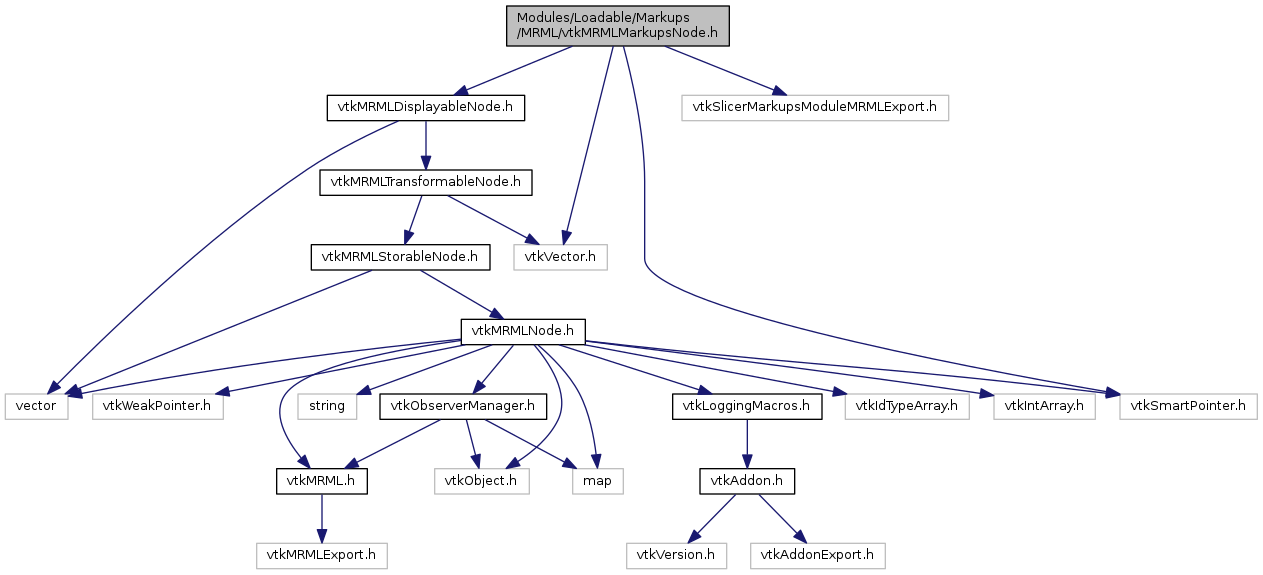 Modules/Loadable/Markups
/MRML/vtkMRMLMarkupsNode.h
vtkMRMLDisplayableNode.h
vtkSlicerMarkupsModuleMRMLExport.h
vtkMRMLTransformableNode.h
vtkMRMLStorableNode.h
vtkVector.h
vtkMRMLNode.h
vector
vtkWeakPointer.h
string
vtkObserverManager.h
vtkLoggingMacros.h
vtkIdTypeArray.h
vtkIntArray.h
vtkSmartPointer.h
vtkMRML.h
vtkObject.h
map
vtkAddon.h
vtkMRMLExport.h
vtkVersion.h
vtkAddonExport.h